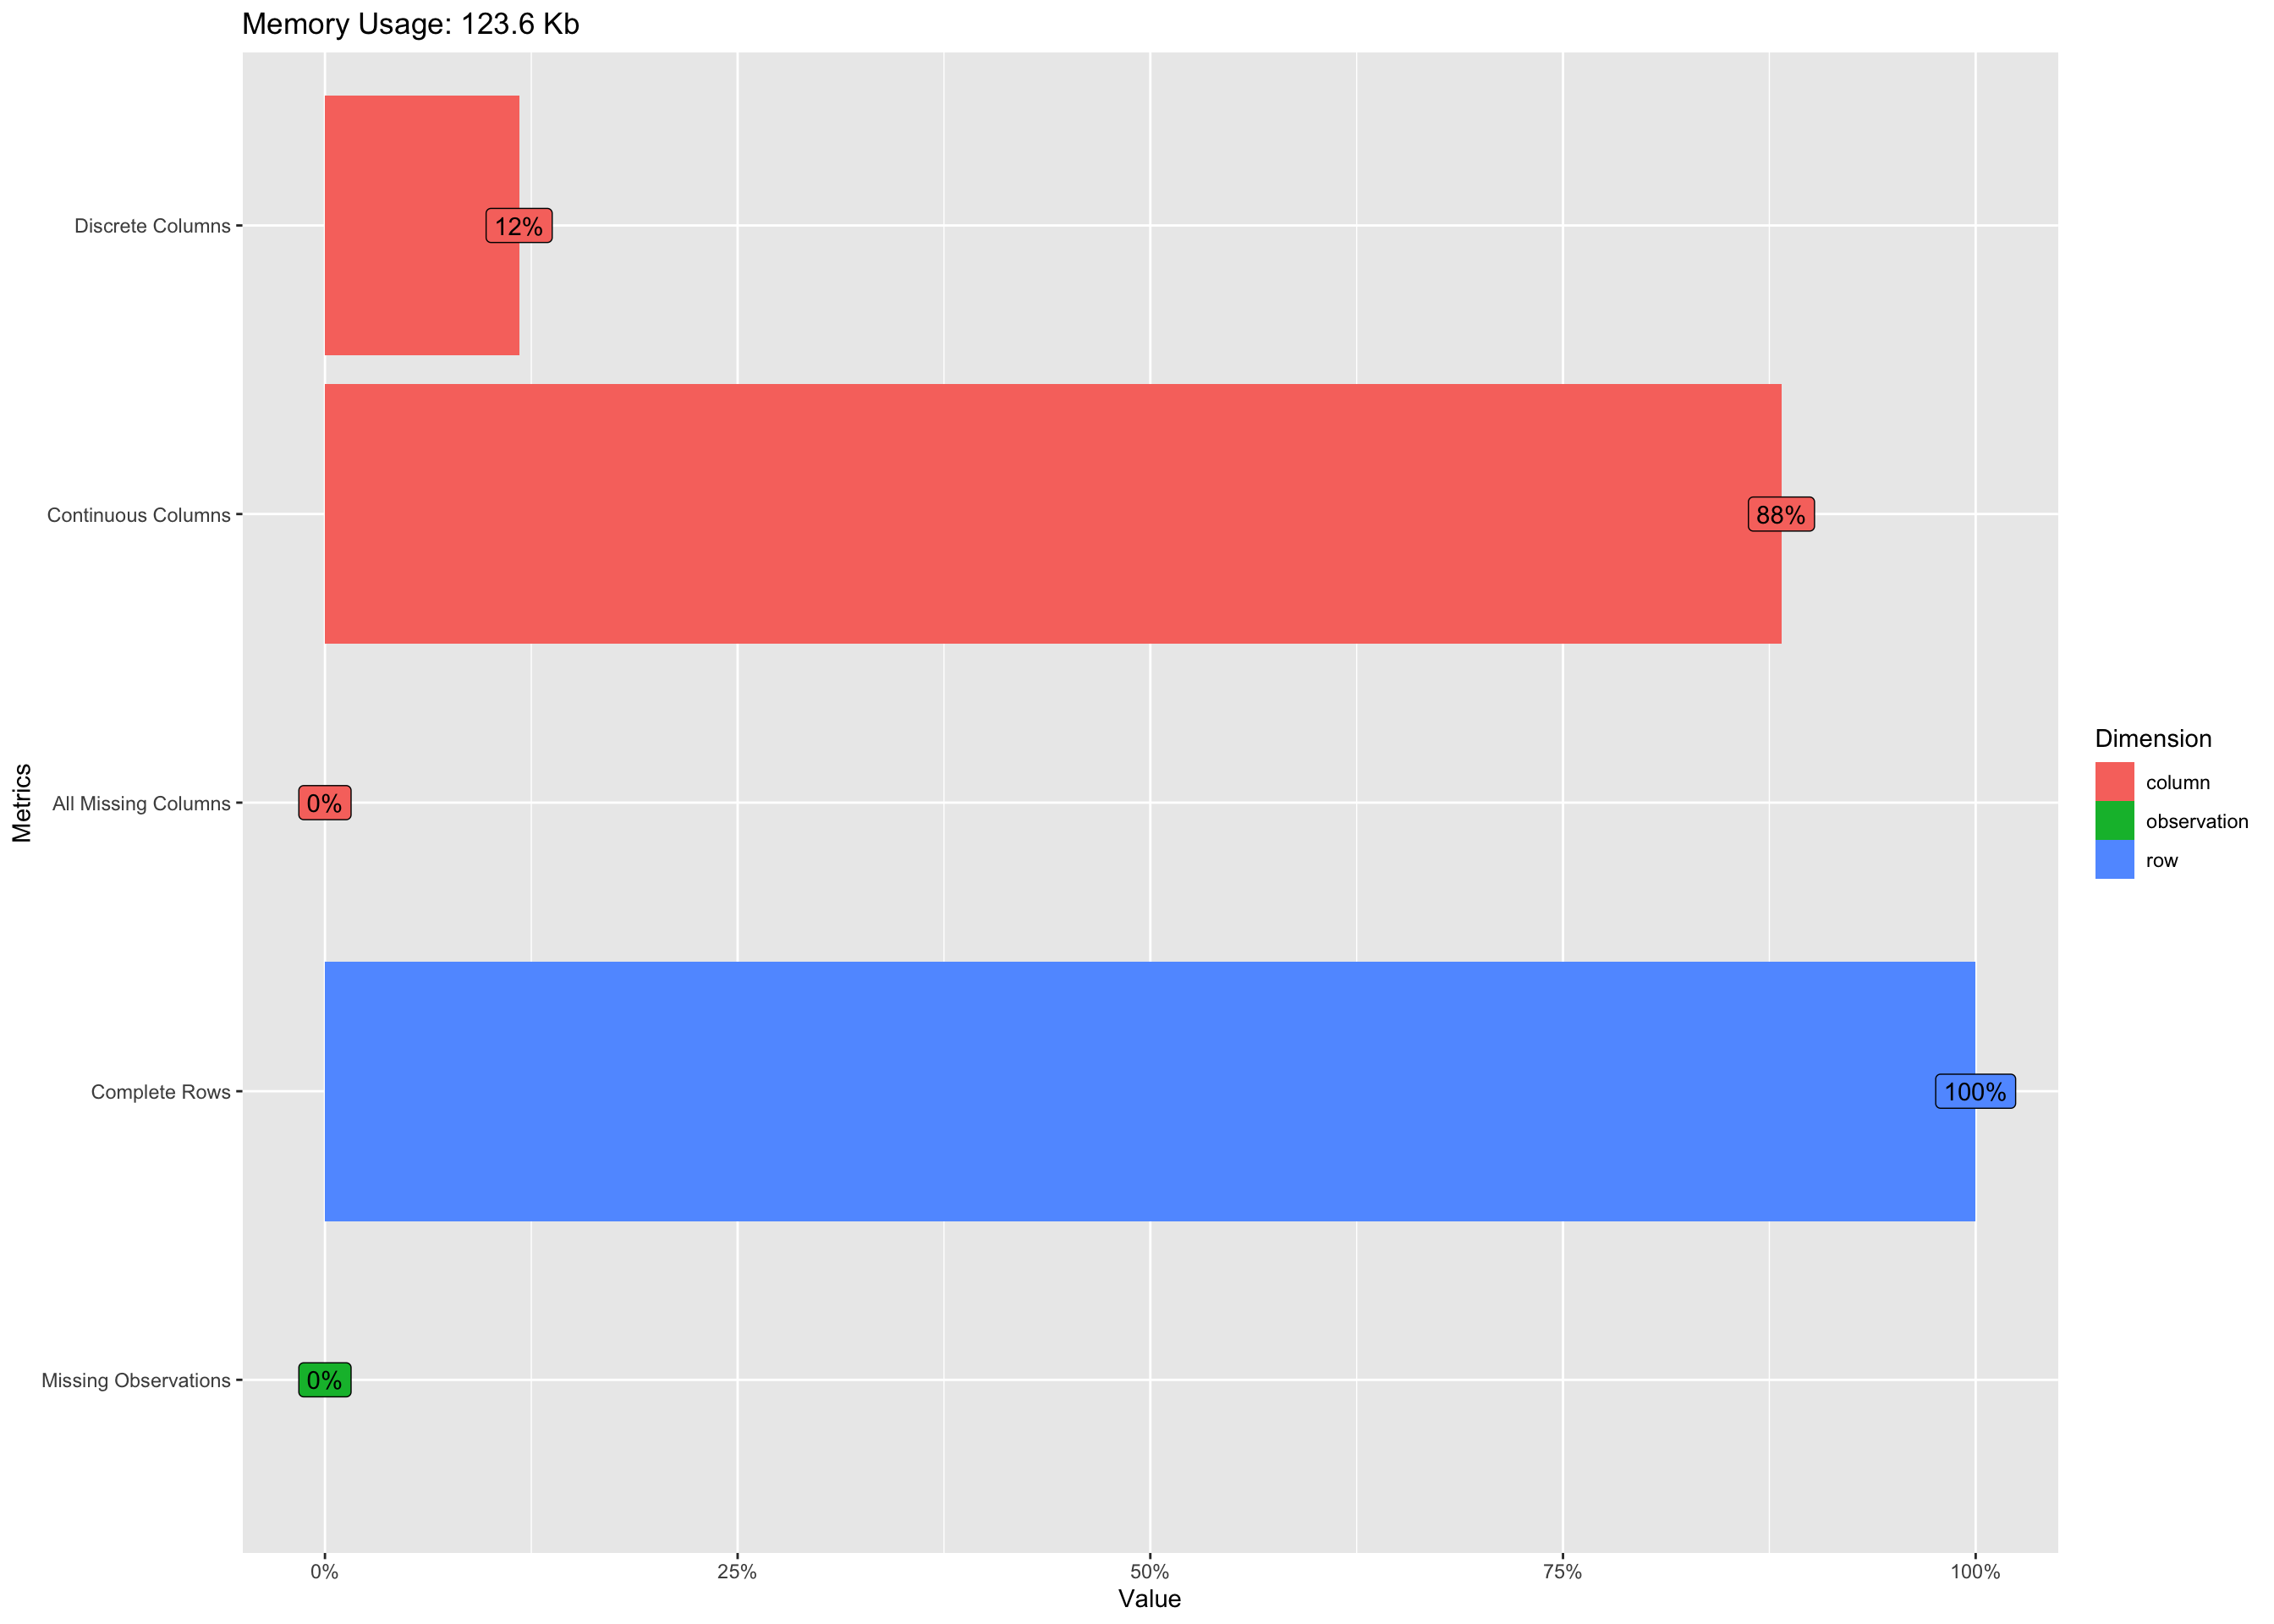 Memory Usage: 123.6 Kb
Discrete Columns
12%
Continuous Columns
88%
All Missing Columns
0%
Complete Rows
100%
Missing Observations
0%
Metrics
0%
25%
50%
75%
100%
Value
Dimension
column
observation
row